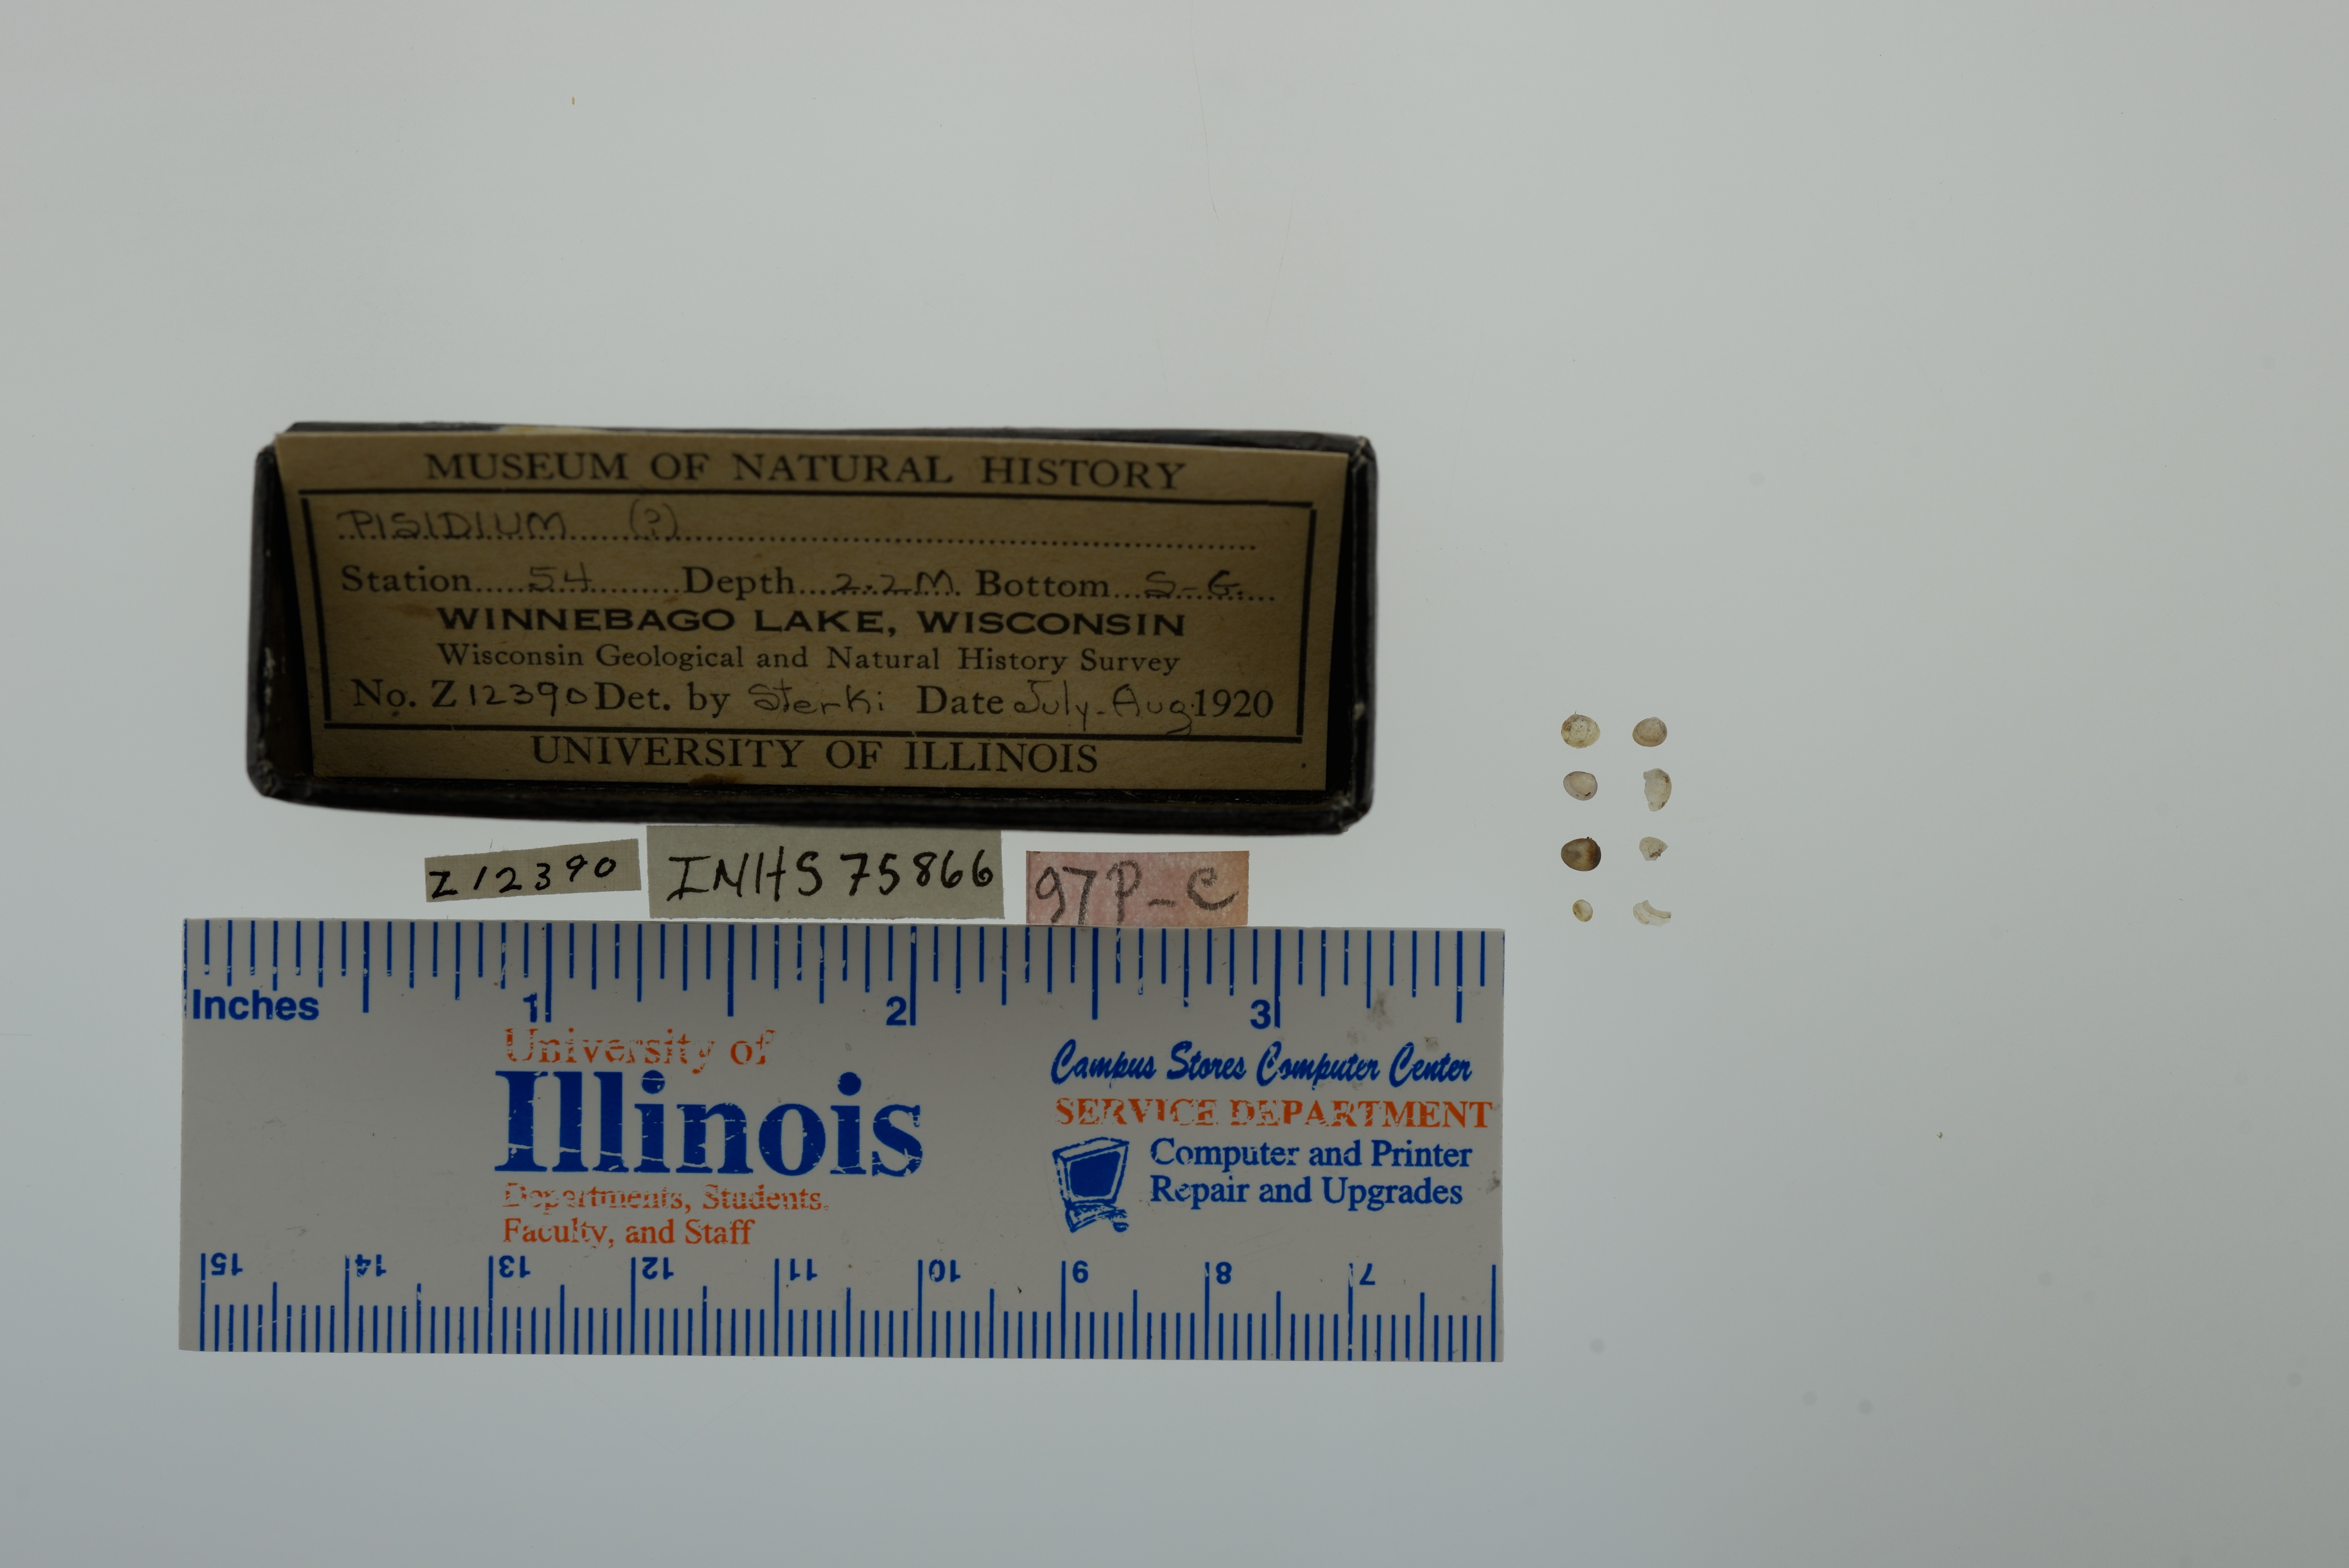 MUSEUM OF NATURAL HISTORY
PISIDIUM (?)
Station.....54.........Depth...2.2M. Bottom...S-G....
WINNEBAGO LAKE, WISCONSIN
Wisconsin Geological and Natural History Survey
No. Z12390 Det. by Sterki Date July-Aug 1920
UNIVERSITY OF ILLINOIS
Z12390
INHS 75866
97P-C
Inches 1 2 3
University of
Illinois
Departments, Students,
Faculty, and Staff
Campus Stores Computer Center
SERVICE DEPARTMENT
Computer and Printer
Repair and Upgrades
15 14 13 12 11 10 9 8 7